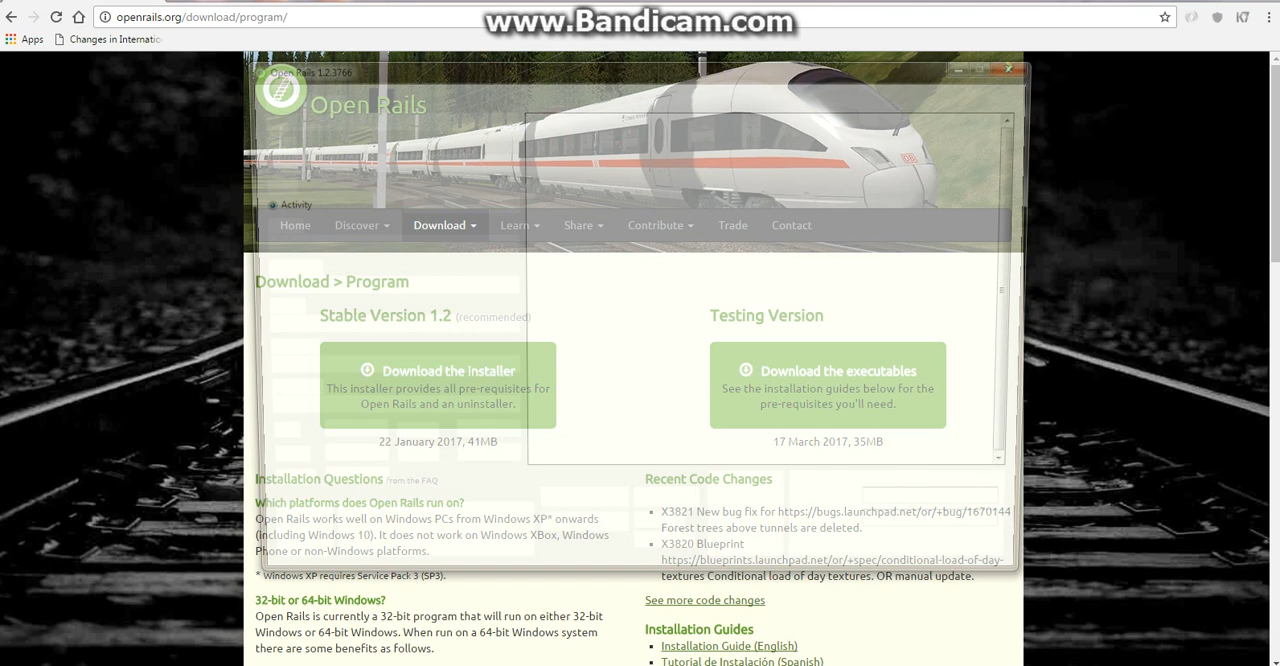 openrails.org/download/program/
www.Bandicam.com
K7
Apps
Changes in Internatio
Open Rails 1.2.3766
Open Rails
Activity
Home
Discover
Download
Learn
Share
Contribute
Trade
Contact
Download > Program
Stable Version 1.2 (recommended)
Download the installer
This installer provides all pre-requisites for
Open Rails and an uninstaller.
22 January 2017, 41MB
Testing Version
Download the executables
See the installation guides below for the
pre-requisites you'll need.
17 March 2017, 35MB
Installation Questions from the FAQ
Which platforms does Open Rails run on?
Open Rails works well on Windows PCs from Windows XP* onwards
(including Windows 10). It does not work on Windows XBox, Windows
Phone or non-Windows platforms.
* Windows XP requires Service Pack 3 (SP3).
32-bit or 64-bit Windows?
Open Rails is currently a 32-bit program that will run on either 32-bit
Windows or 64-bit Windows. When run on a 64-bit Windows system
there are some benefits as follows.
Recent Code Changes
X3821 New bug fix for https://bugs.launchpad.net/or/+bug/1670144
Forest trees above tunnels are deleted.
X3820 Blueprint
https://blueprints.launchpad.net/or/+spec/conditional-load-of-day-
textures Conditional load of day textures. OR manual update.
See more code changes
Installation Guides
Installation Guide (English)
Tutorial de Instalación (Spanish)